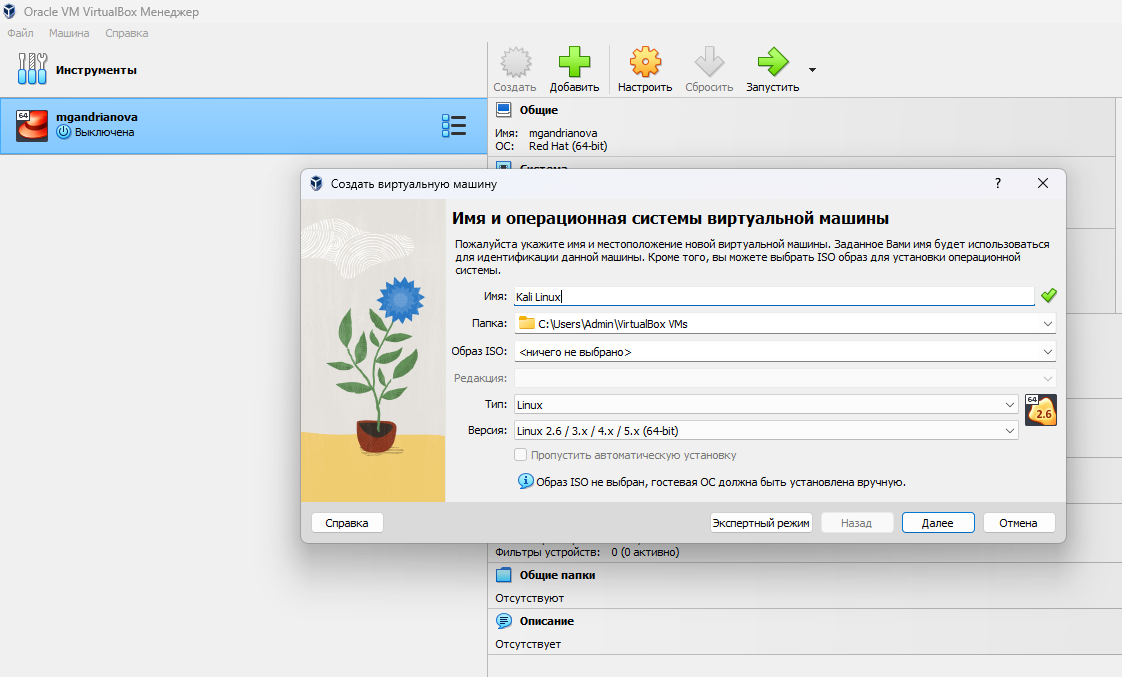 Oracle VM VirtualBox Менеджер
Файл Машина Справка
Инструменты
Создать Добавить Настроить Сбросить Запустить
64
mgandrianova
Выключена
Общие
Имя: mgandrianova
ОС: Red Hat (64-bit)
Система
Создать виртуальную машину
?
Имя и операционная системы виртуальной машины
Пожалуйста укажите имя и местоположение новой виртуальной машины. Заданное Вами имя будет использоваться
для идентификации данной машины. Кроме того, вы можете выбрать ISO образ для установки операционной
системы.
Имя: Kali Linux
Папка: C:\Users\Admin\VirtualBox VMs
Образ ISO: <ничего не выбрано>
Редакция:
Тип: Linux
64
2.6
Версия: Linux 2.6 / 3.x / 4.x / 5.x (64-bit)
Пропустить автоматическую установку
Образ ISO не выбран, гостевая ОС должна быть установлена вручную.
Справка Экспертный режим Назад Далее Отмена
Фильтры устройств: 0 (0 активно)
Общие папки
Отсутствуют
Описание
Отсутствует